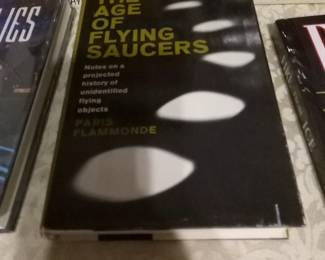 THE
AGE OF
FLYING
SAUCERS
Notes on a
projected
history of
unidentified
flying
objects
PARIS
FLAMMONDE